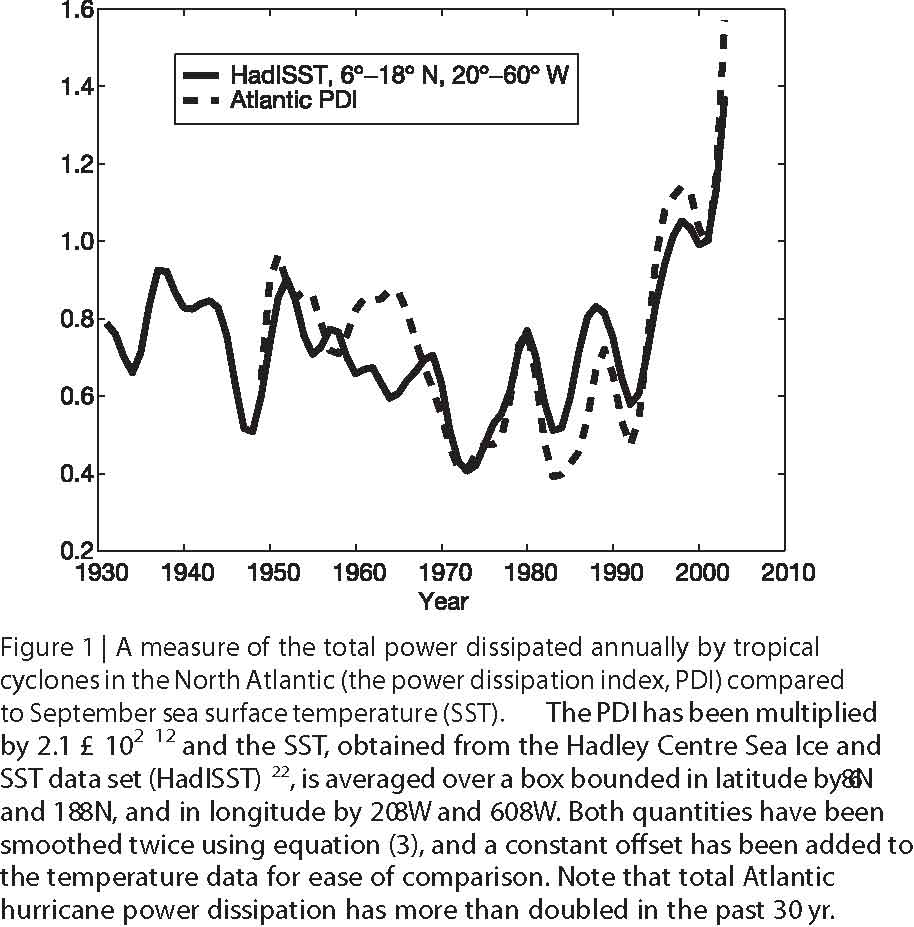 1.6
HadISST, 6°–18° N, 20°–60° W
Atlantic PDI
1.4
1.2
1.0
0.8
0.6
0.4
0.2
1930 1940 1950 1960 1970 1980 1990 2000 2010
Year
Figure 1 | A measure of the total power dissipated annually by tropical
cyclones in the North Atlantic (the power dissipation index, PDI) compared
to September sea surface temperature (SST). The PDI has been multiplied
by 2.1 £ 10² ¹² and the SST, obtained from the Hadley Centre Sea Ice and
SST data set (HadISST) ²², is averaged over a box bounded in latitude by
and 188N, and in longitude by 208W and 608W. Both quantities have been
smoothed twice using equation (3), and a constant offset has been added to
the temperature data for ease of comparison. Note that total Atlantic
hurricane power dissipation has more than doubled in the past 30 yr.